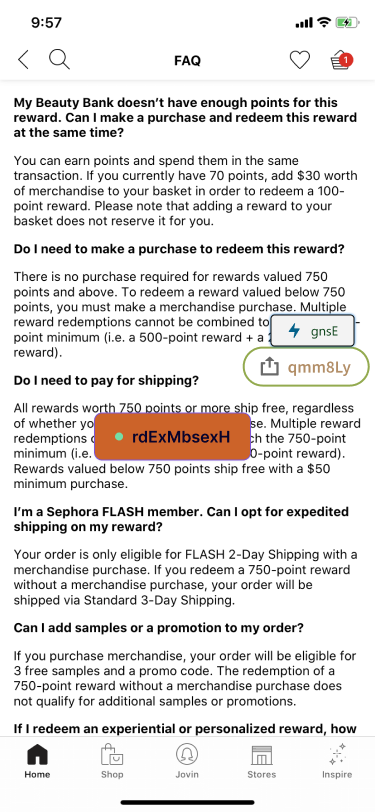 9:57
FAQ
1
My Beauty Bank doesn't have enough points for this
reward. Can I make a purchase and redeem this reward
at the same time?
You can earn points and spend them in the same
transaction. If you currently have 70 points, add $30 worth
of merchandise to your basket in order to redeem a 100-
point reward. Please note that adding a reward to your
basket does not reserve it for you.
Do I need to make a purchase to redeem this reward?
There is no purchase required for rewards valued 750
points and above. To redeem a reward valued below 750
points, you must make a merchandise purchase. Multiple
reward redemptions cannot be combined to
gnsE
point minimum (i.e. a 500-point reward + a
reward).
qmm8Ly
Do I need to pay for shipping?
All rewards worth 750 points or more ship free, regardless
of whether se. Multiple reward
rdExMbsexH
redemptions the 750-point
minimum (i.e. reward).
Rewards valued below 750 points ship free with a $50
minimum purchase.
I'm a Sephora FLASH member. Can I opt for expedited
shipping on my reward?
Your order is only eligible for FLASH 2-Day Shipping with a
merchandise purchase. If you redeem a 750-point reward
without a merchandise purchase, your order will be
shipped via Standard 3-Day Shipping.
Can I add samples or a promotion to my order?
If you purchase merchandise, your order will be eligible for
3 free samples and a promo code. The redemption of a
750-point reward without a merchandise purchase does
not qualify for additional samples or promotions.
If I redeem an experiential or personalized reward, how
Home Shop Jovin Stores Inspire